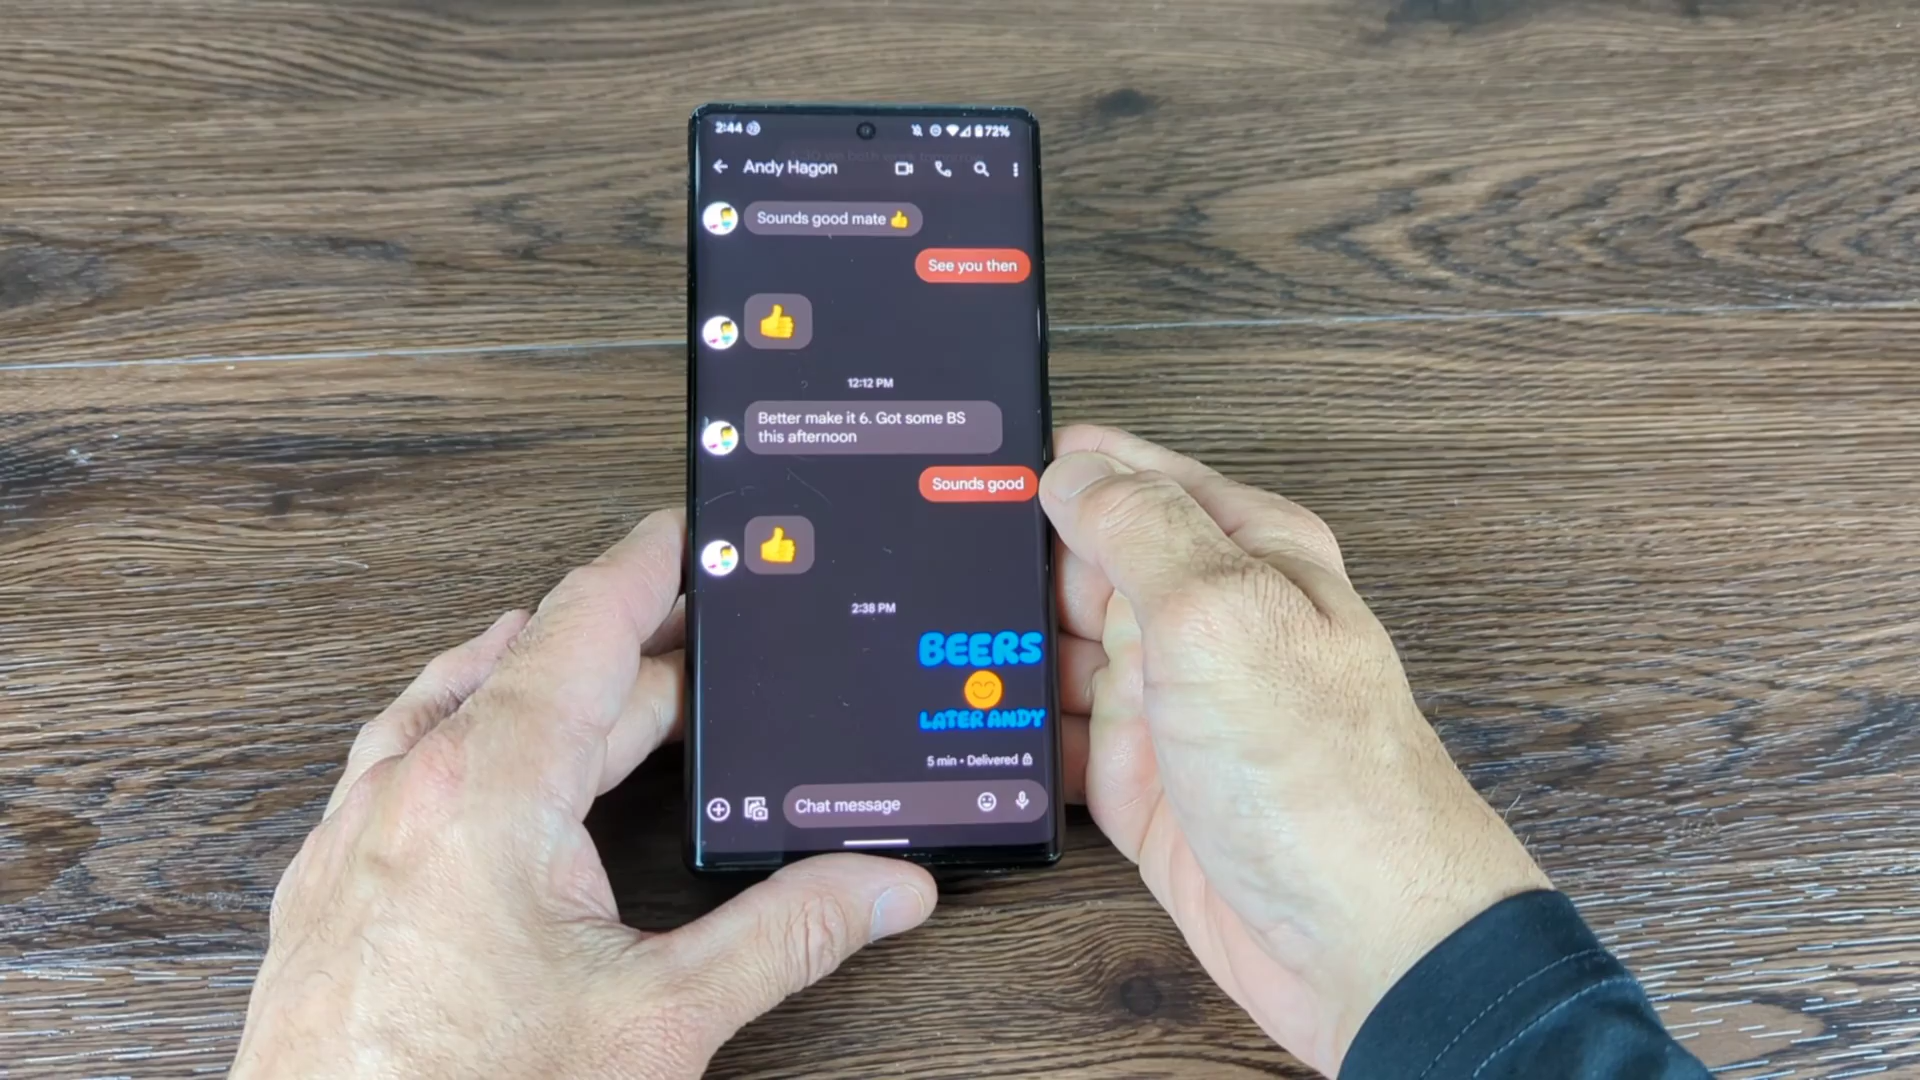 2:44 72%
Andy Hagon
Sounds good mate 👍
See you then
👍
12:12 PM
Better make it 6. Got some BS
this afternoon
Sounds good
👍
2:38 PM
BEERS
LATER ANDY
5 min • Delivered
Chat message